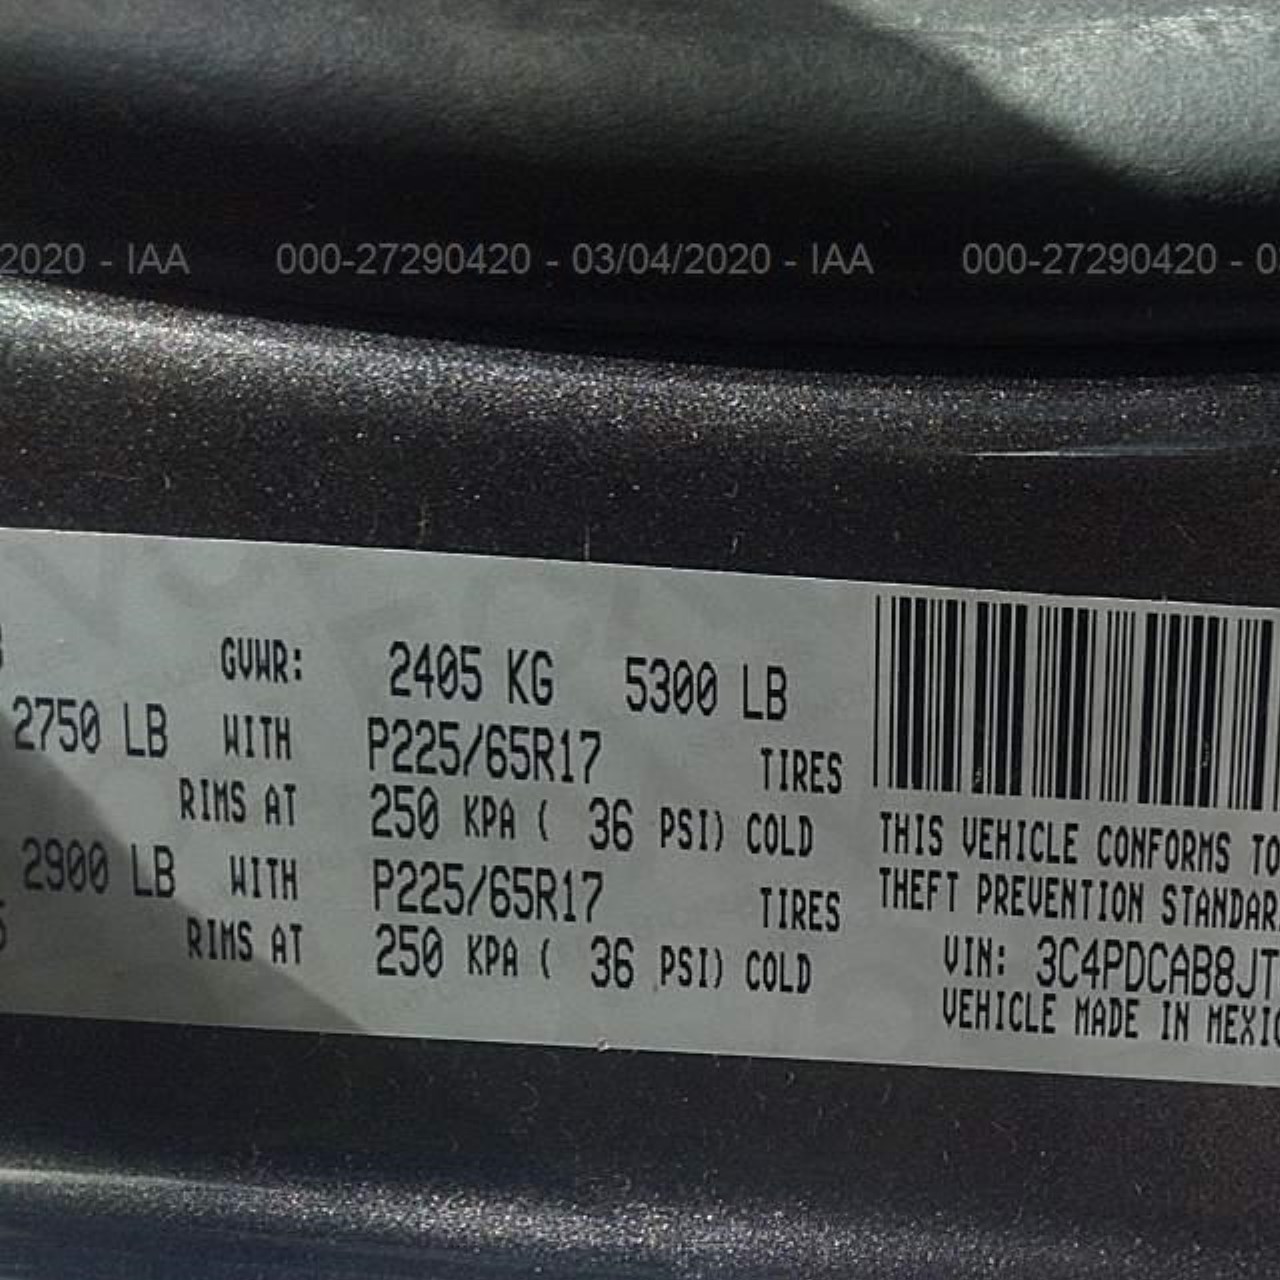 2020 - IAA 000-27290420 - 03/04/2020 - IAA 000-27290420 -
GVWR: 2405 KG 5300 LB
2750 LB WITH P225/65R17 TIRES
RIMS AT 250 KPA ( 36 PSI) COLD
2900 LB WITH P225/65R17 TIRES
RIMS AT 250 KPA ( 36 PSI) COLD
THIS VEHICLE CONFORMS TO
THEFT PREVENTION STANDAR
VIN: 3C4PDCAB8JT
VEHICLE MADE IN MEXIC